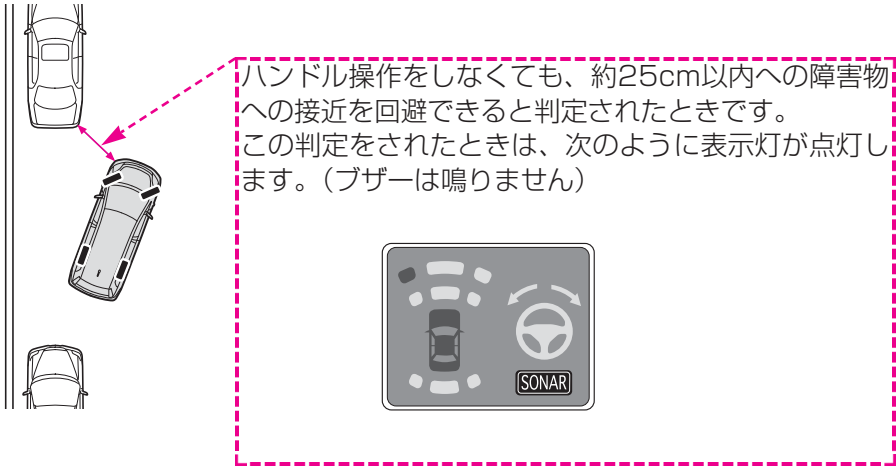 ハンドル操作をしなくても、約25cm以内への障害物
への接近を回避できると判定されたときです。
この判定をされたときは、次のように表示灯が点灯し
ます。（ブザーは鳴りません）
SONAR